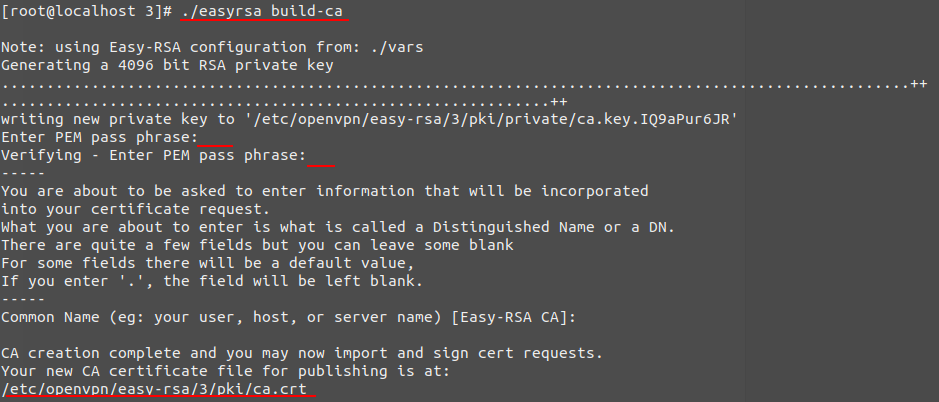 [root@localhost 3]# ./easyrsa build-ca
Note: using Easy-RSA configuration from: ./vars
Generating a 4096 bit RSA private key
.....................................................................................................++
.............................................................++
writing new private key to '/etc/openvpn/easy-rsa/3/pki/private/ca.key.IQ9aPur6JR'
Enter PEM pass phrase:
Verifying - Enter PEM pass phrase:
-----
You are about to be asked to enter information that will be incorporated
into your certificate request.
What you are about to enter is what is called a Distinguished Name or a DN.
There are quite a few fields but you can leave some blank
For some fields there will be a default value,
If you enter '.', the field will be left blank.
-----
Common Name (eg: your user, host, or server name) [Easy-RSA CA]:
CA creation complete and you may now import and sign cert requests.
Your new CA certificate file for publishing is at:
/etc/openvpn/easy-rsa/3/pki/ca.crt